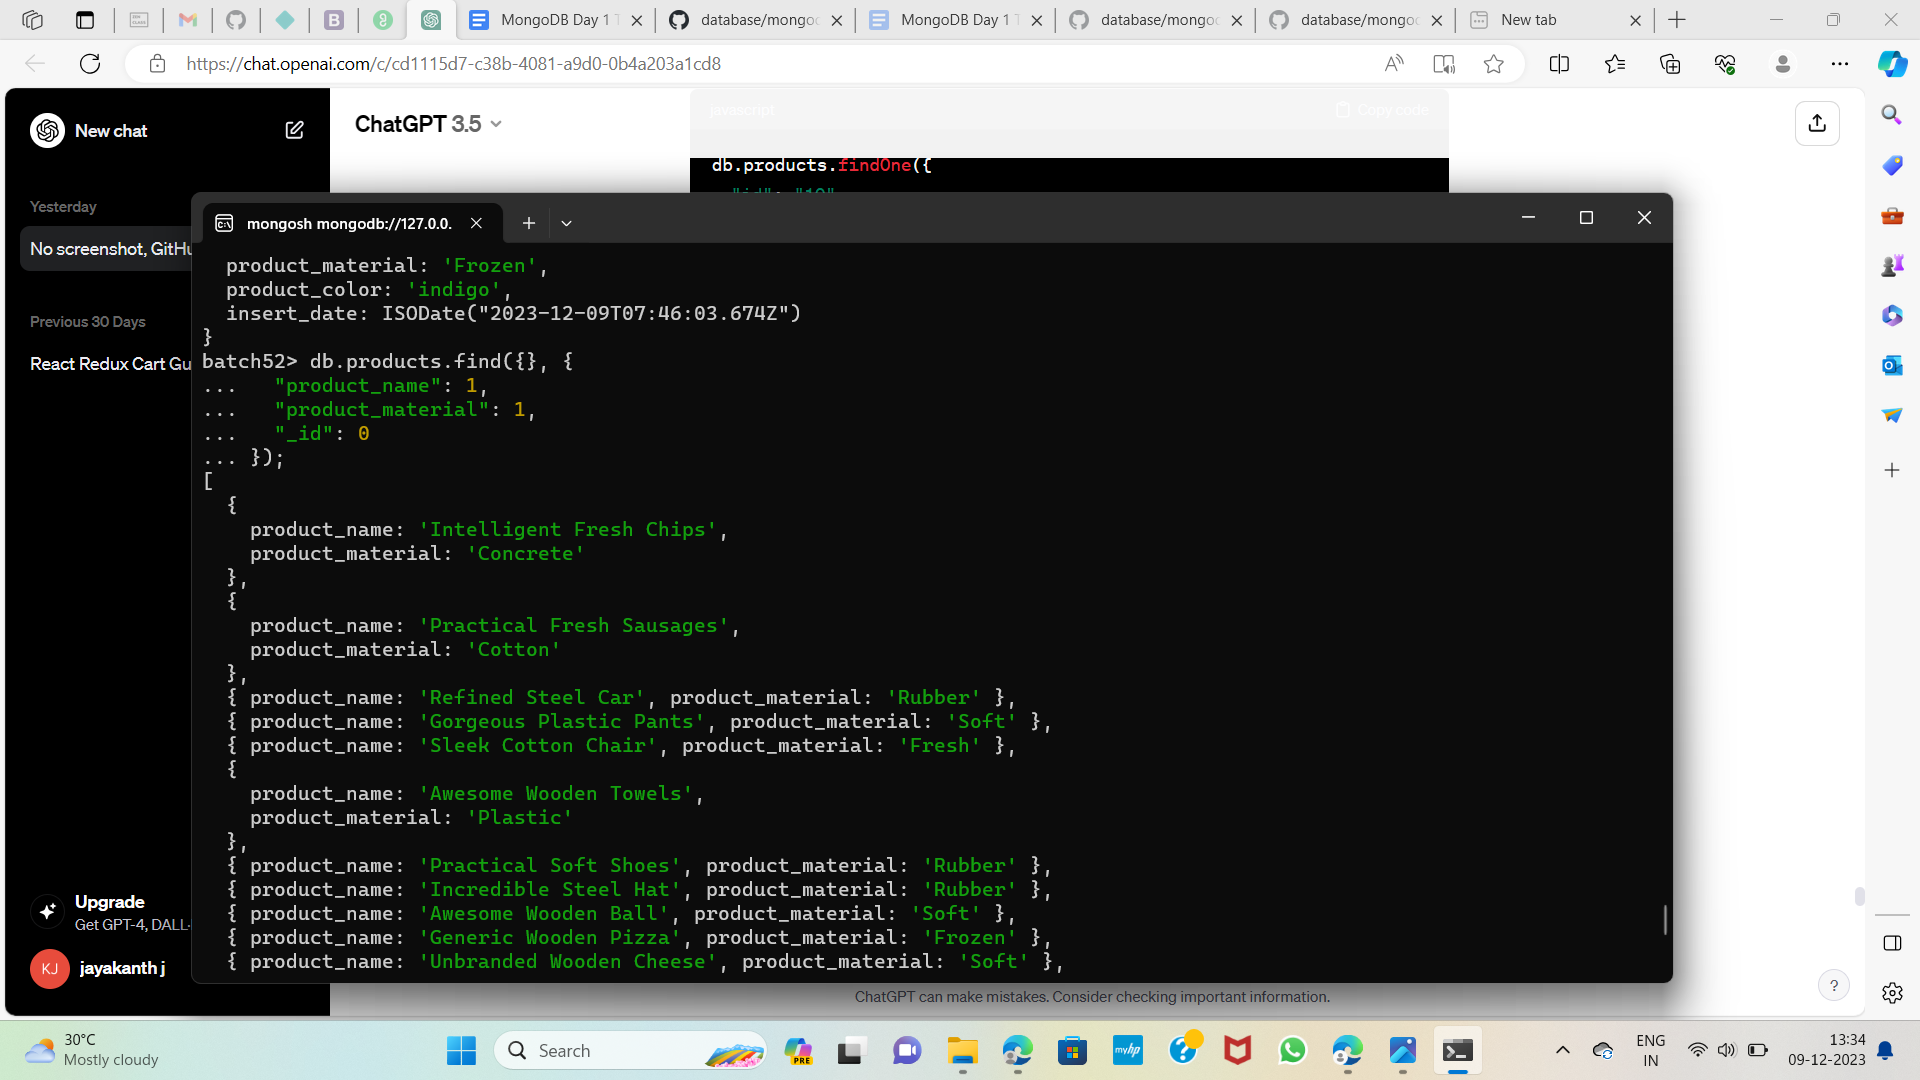 MongoDB Day 1 T
database/mongo
MongoDB Day 1 T
database/mongo
database/mongo
New tab
https://chat.openai.com/c/cd1115d7-c38b-4081-a9d0-0b4a203a1cd8
New chat
ChatGPT 3.5
javascript
Copy code
db.products.findOne({
"id": "10"
Yesterday
No screenshot, GitHu
Previous 30 Days
React Redux Cart Gu
Upgrade
Get GPT-4, DALL·
KJ jayakanth j
mongosh mongodb://127.0.0.
product_material: 'Frozen',
product_color: 'indigo',
insert_date: ISODate("2023-12-09T07:46:03.674Z")
}
batch52> db.products.find({}, {
...   "product_name": 1,
...   "product_material": 1,
...   "_id": 0
... });
[
{
product_name: 'Intelligent Fresh Chips',
product_material: 'Concrete'
},
{
product_name: 'Practical Fresh Sausages',
product_material: 'Cotton'
},
{ product_name: 'Refined Steel Car', product_material: 'Rubber' },
{ product_name: 'Gorgeous Plastic Pants', product_material: 'Soft' },
{ product_name: 'Sleek Cotton Chair', product_material: 'Fresh' },
{
product_name: 'Awesome Wooden Towels',
product_material: 'Plastic'
},
{ product_name: 'Practical Soft Shoes', product_material: 'Rubber' },
{ product_name: 'Incredible Steel Hat', product_material: 'Rubber' },
{ product_name: 'Awesome Wooden Ball', product_material: 'Soft' },
{ product_name: 'Generic Wooden Pizza', product_material: 'Frozen' },
{ product_name: 'Unbranded Wooden Cheese', product_material: 'Soft' },
ChatGPT can make mistakes. Consider checking important information.
?
30°C
Mostly cloudy
Search
PRE
myhp
ENG
IN
13:34
09-12-2023